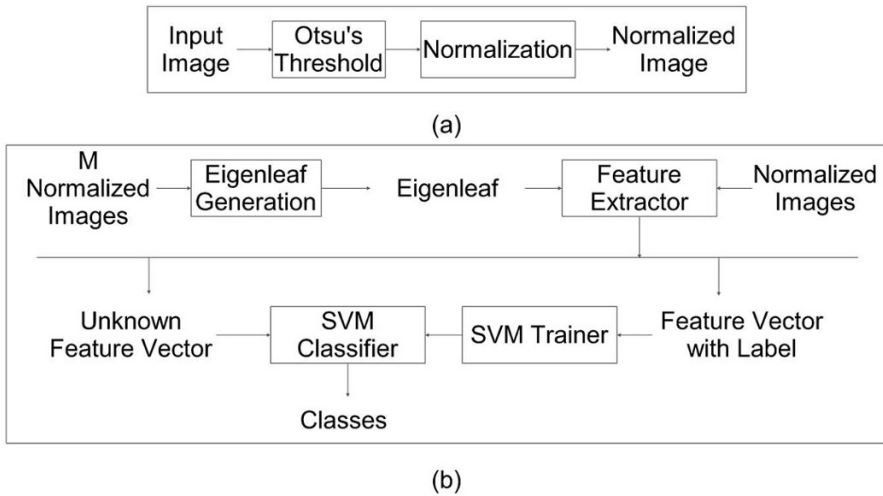 Input
Image
Otsu's
Threshold
Normalization
Normalized
Image
(a)
M
Normalized
Images
Eigenleaf
Generation
Eigenleaf
Feature
Extractor
Normalized
Images
Unknown
Feature Vector
SVM
Classifier
SVM Trainer
Feature Vector
with Label
Classes
(b)